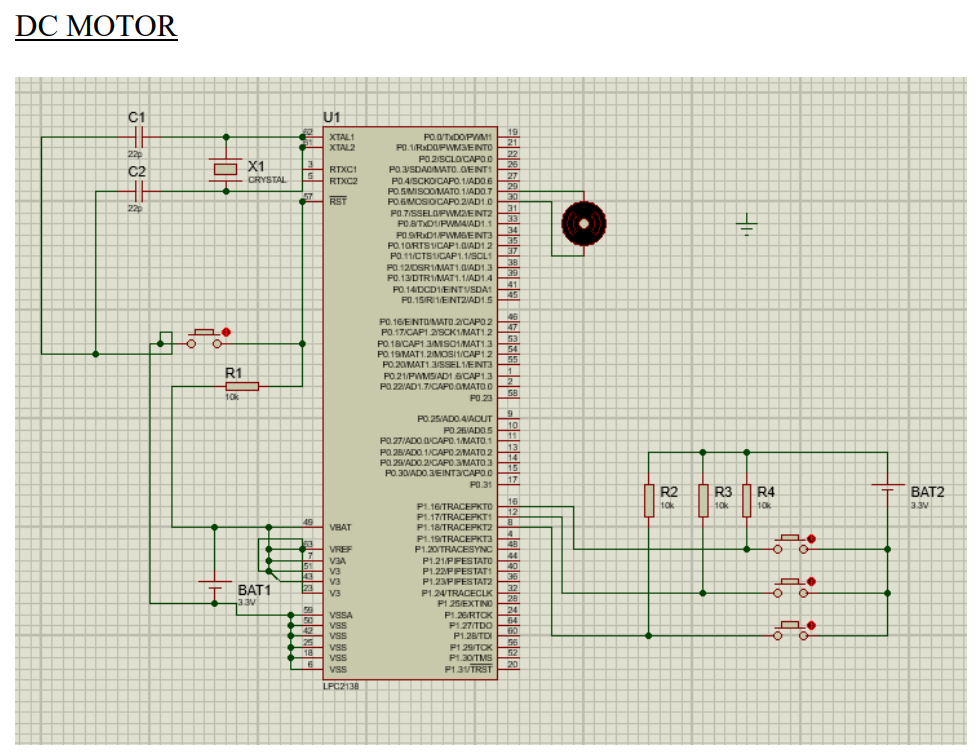 DC MOTOR
C1
22p
C2
22p
X1
CRYSTAL
R1
10k
BAT1
3.3V
U1
62 XTAL1
61 XTAL2
3 RTXC1
5 RTXC2
57 RST
49 VBAT
63 VREF
7 V3A
51 V3
43 V3
23 V3
59 VSSA
50 VSS
42 VSS
25 VSS
18 VSS
6 VSS
LPC2138
P0.0/TxD0/PWM1 19
P0.1/RxD0/PWM3/EINT0 21
P0.2/SCL0/CAP0.0 22
P0.3/SDA0/MAT0..0/EINT1 26
P0.4/SCK0/CAP0.1/AD0.6 27
P0.5/MISO0/MAT0.1/AD0.7 29
P0.6/MOSI0/CAP0.2/AD1.0 30
P0.7/SSEL0/PWM2/EINT2 31
P0.8/TxD1/PWM4/AD1.1 33
P0.9/RxD1/PWM6/EINT3 34
P0.10/RTS1/CAP1.0/AD1.2 35
P0.11/CTS1/CAP1.1/SCL1 37
P0.12/DSR1/MAT1.0/AD1.3 38
P0.13/DTR1/MAT1.1/AD1.4 39
P0.14/DCD1/EINT1/SDA1 41
P0.15/RI1/EINT2/AD1.5 45
P0.16/EINT0/MAT0.2/CAP0.2 46
P0.17/CAP1.2/SCK1/MAT1.2 47
P0.18/CAP1.3/MISO1/MAT1.3 53
P0.19/MAT1.2/MOSI1/CAP1.2 54
P0.20/MAT1.3/SSEL1/EINT3 55
P0.21/PWM5/AD1.6/CAP1.3 1
P0.22/AD1.7/CAP0.0/MAT0.0 2
P0.23 58
P0.25/AD0.4/AOUT 9
P0.26/AD0.5 10
P0.27/AD0.0/CAP0.1/MAT0.1 11
P0.28/AD0.1/CAP0.2/MAT0.2 13
P0.29/AD0.2/CAP0.3/MAT0.3 14
P0.30/AD0.3/EINT3/CAP0.0 15
P0.31 17
P1.16/TRACEPKT0 16
P1.17/TRACEPKT1 12
P1.18/TRACEPKT2 8
P1.19/TRACEPKT3 4
P1.20/TRACESYNC 48
P1.21/PIPESTAT0 44
P1.22/PIPESTAT1 40
P1.23/PIPESTAT2 36
P1.24/TRACECLK 32
P1.25/EXTIN0 28
P1.26/RTCK 24
P1.27/TDO 64
P1.28/TDI 60
P1.29/TCK 56
P1.30/TMS 52
P1.31/TRST 20
R2
10k
R3
10k
R4
10k
BAT2
3.3V